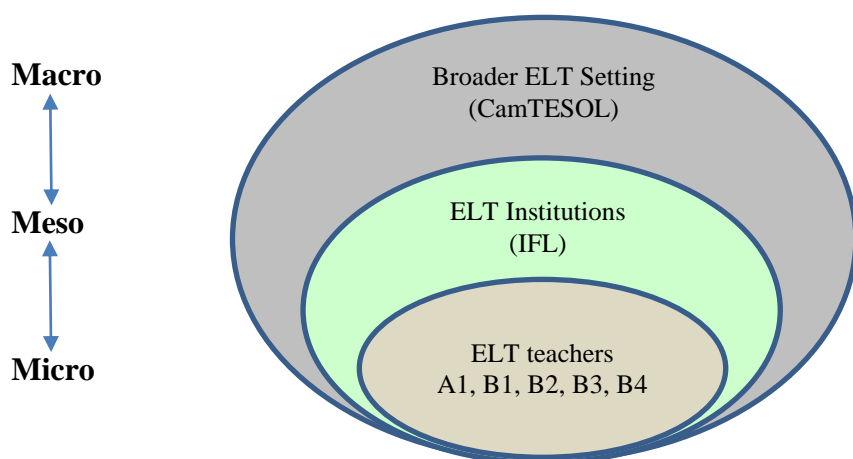 Macro
Broader ELT Setting
(CamTESOL)
Meso
ELT Institutions
(IFL)
Micro
ELT teachers
A1, B1, B2, B3, B4